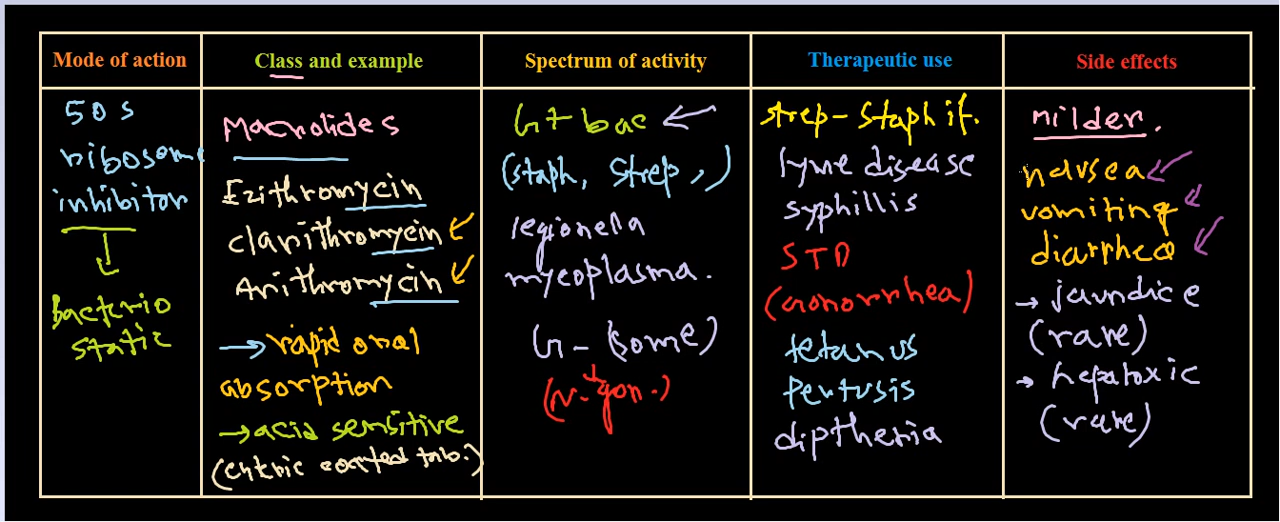 Mode of action
Class and example
Spectrum of activity
Therapeutic use
Side effects
50 s
ribosome
inhibitor
bacterio
static
Macrolides
Erithromycin
clarithromycin
Arithromycin
→ rapid oral
absorption
→ acid sensitive
(entric coated tab.)
G+ bac
(staph, strep,,)
legionella
mycoplasma.
G- (some)
(N. gon.)
strep - staph if.
lyme disease
syphillis
STD
(Gonorrhea)
tetanus
Pertusis
diptheria
milder.
nausea
vomiting
diarrhea
→ jaundice
(rare)
→ hepatoxic
(rare)